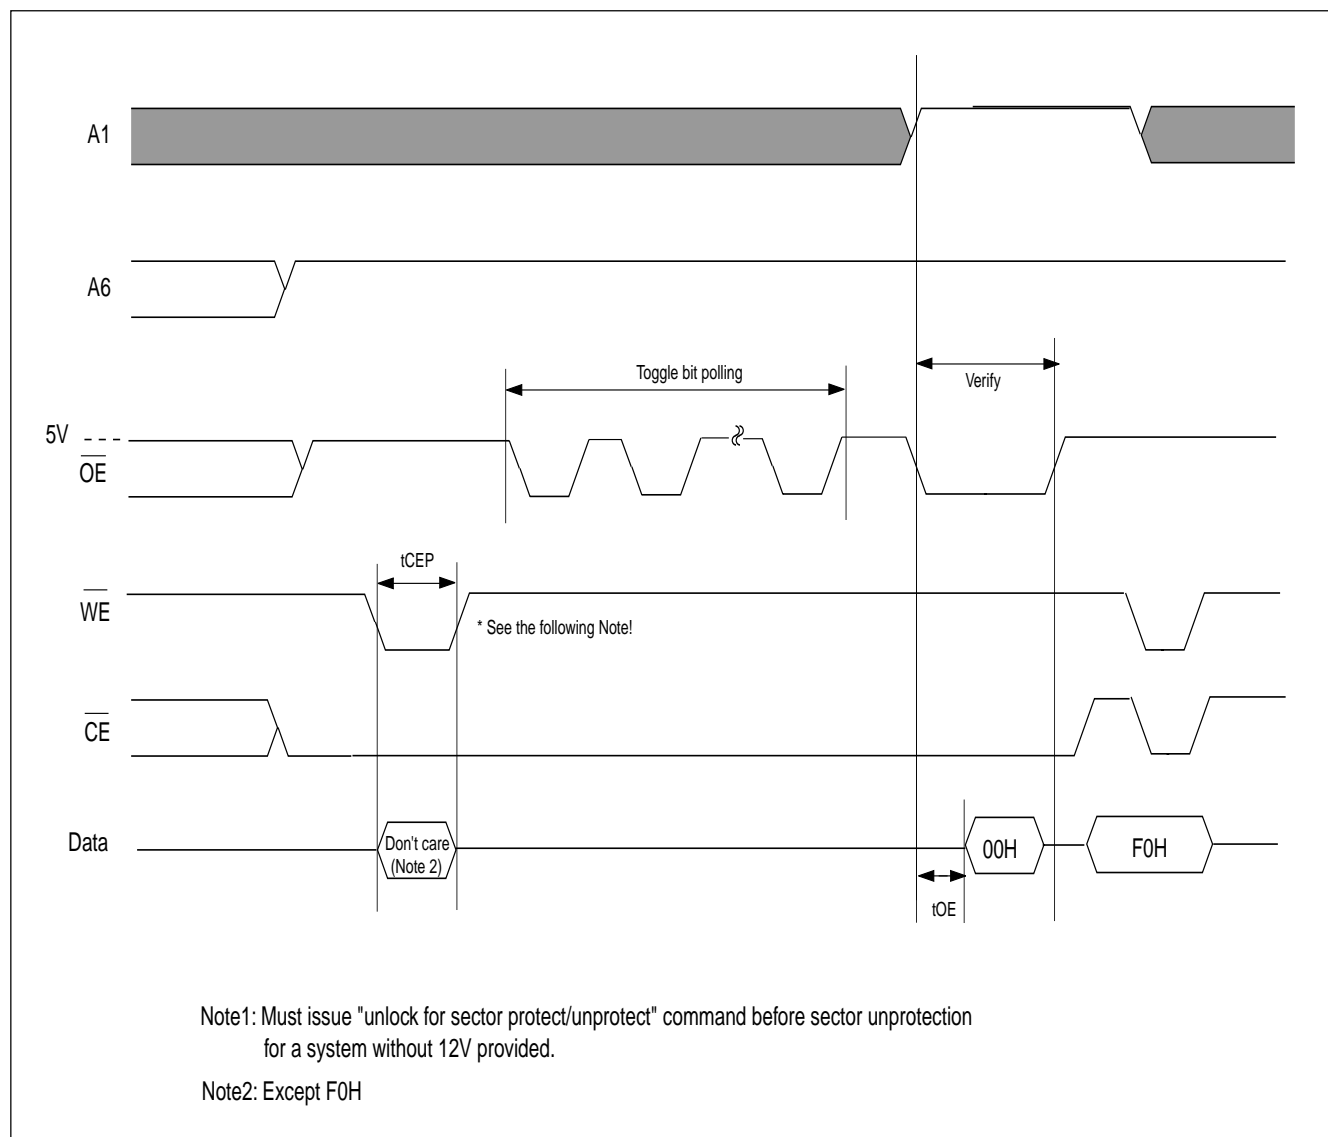 A1
A6
Toggle bit polling
Verify
5V
OE
tCEP
WE
* See the following Note!
CE
Data
Don't care
(Note 2)
00H
F0H
tOE
Note1: Must issue "unlock for sector protect/unprotect" command before sector unprotection
for a system without 12V provided.
Note2: Except F0H